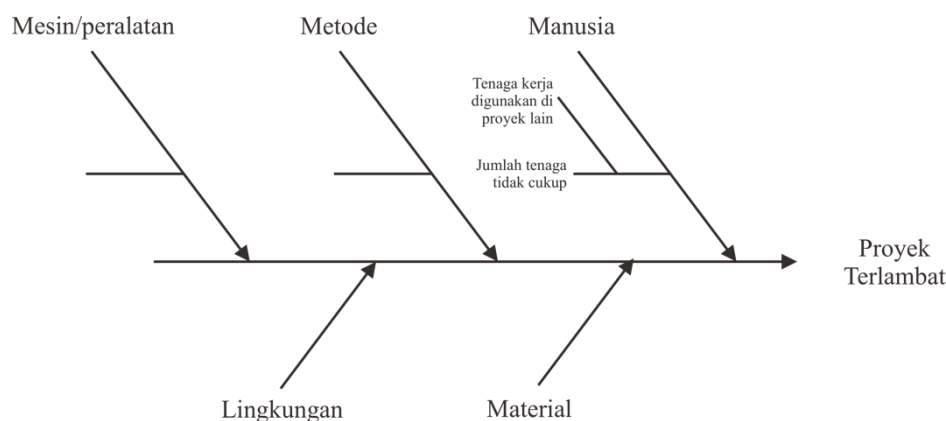 Mesin/peralatan
Metode
Manusia
Tenaga kerja
digunakan di
proyek lain
Jumlah tenaga
tidak cukup
Proyek
Terlambat
Lingkungan
Material